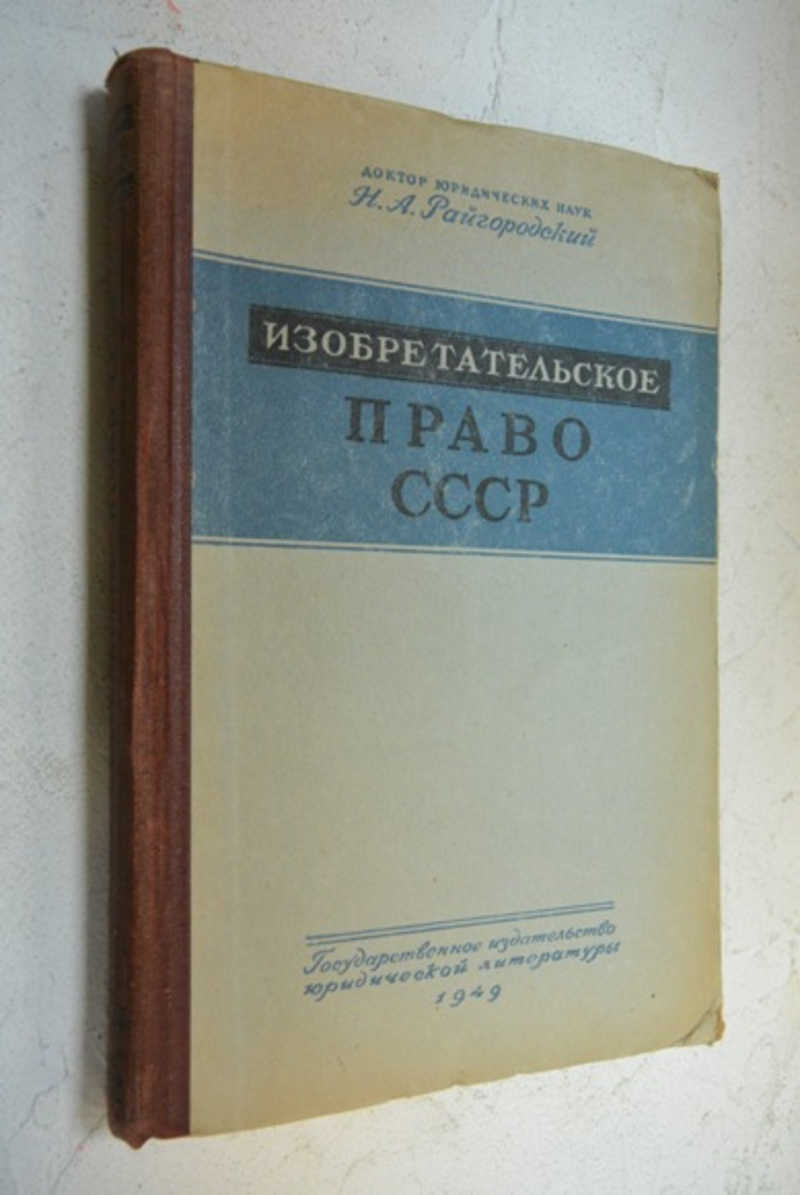 ДОКТОР ЮРИДИЧЕСКИХ НАУК
Н. А. Райгородский
ИЗОБРЕТАТЕЛЬСКОЕ
ПРАВО
СССР
Государственное издательство
юридической литературы
1949